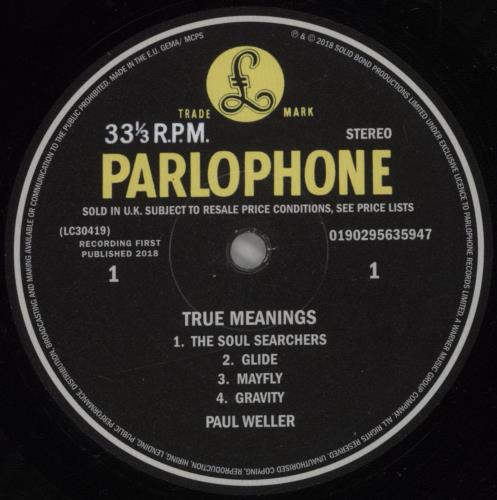 ℗ & © 2018 SOLID BOND PRODUCTIONS LIMITED UNDER EXCLUSIVE LICENCE TO PARLOPHONE RECORDS LIMITED, A WARNER MUSIC GROUP COMPANY. ALL RIGHTS RESERVED. UNAUTHORISED COPYING, REPRODUCTION, HIRING, LENDING, PUBLIC PERFORMANCE, DISTRIBUTION, BROADCASTING AND MAKING AVAILABLE OR COMMUNICATION TO THE PUBLIC PROHIBITED. MADE IN THE E.U. GEMA/ MCPS
£
TRADE MARK
33⅓ R.P.M. STEREO
PARLOPHONE
SOLD IN U.K. SUBJECT TO RESALE PRICE CONDITIONS, SEE PRICE LISTS
(LC30419) 0190295635947
RECORDING FIRST
PUBLISHED 2018
1 1
TRUE MEANINGS
1. THE SOUL SEARCHERS
2. GLIDE
3. MAYFLY
4. GRAVITY
PAUL WELLER